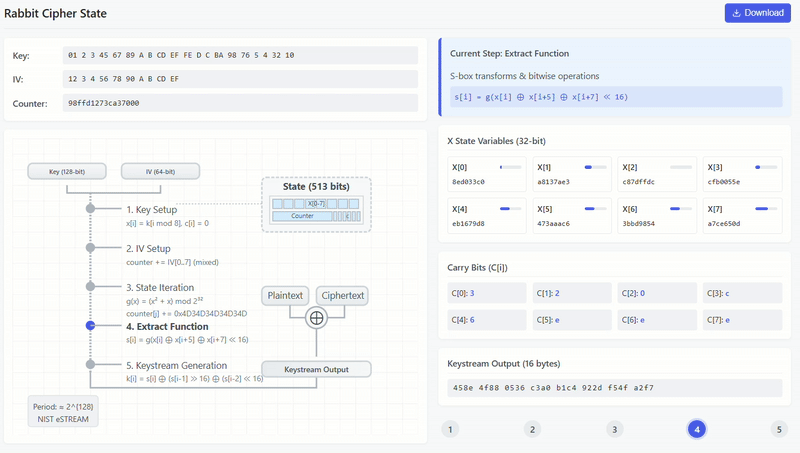 Rabbit Cipher State
Download
Key: 01 2 3 45 67 89 A B CD EF FE D C BA 98 76 5 4 32 10
IV: 12 3 4 56 78 90 A B CD EF
Counter: 98ffd1273ca37000
Current Step: Extract Function
S-box transforms & bitwise operations
s[i] = g(x[i] ⊕ x[i+5] ⊕ x[i+7] ≪ 16)
Key (128-bit)
IV (64-bit)
State (513 bits)
X[0-7]
Counter
c
1. Key Setup
x[i] = k[i mod 8], c[i] = 0
2. IV Setup
counter += IV[0..7] (mixed)
3. State Iteration
g(x) = (x² + x) mod 2³²
counter[j] += 0x4D34D34D34D34D
4. Extract Function
s[i] = g(x[i] ⊕ x[i+5] ⊕ x[i+7] ≪ 16)
5. Keystream Generation
k[i] = s[i] ⊕ (s[i-1] ≫ 16) ⊕ (s[i-2] ≪ 16)
Plaintext
Ciphertext
Keystream Output
Period: ≈ 2^{128}
NIST eSTREAM
X State Variables (32-bit)
X[0] X[1] X[2] X[3]
8ed033c0 a8137ae3 c87dffdc cfb0055e
X[4] X[5] X[6] X[7]
eb1679d8 473aaac6 3bbd9854 a7ce650d
Carry Bits (C[i])
C[0]: 3 C[1]: 2 C[2]: 0 C[3]: c
C[4]: 6 C[5]: e C[6]: e C[7]: e
Keystream Output (16 bytes)
458e 4f88 0536 c3a0 b1c4 922d f54f a2f7
1 2 3 4 5